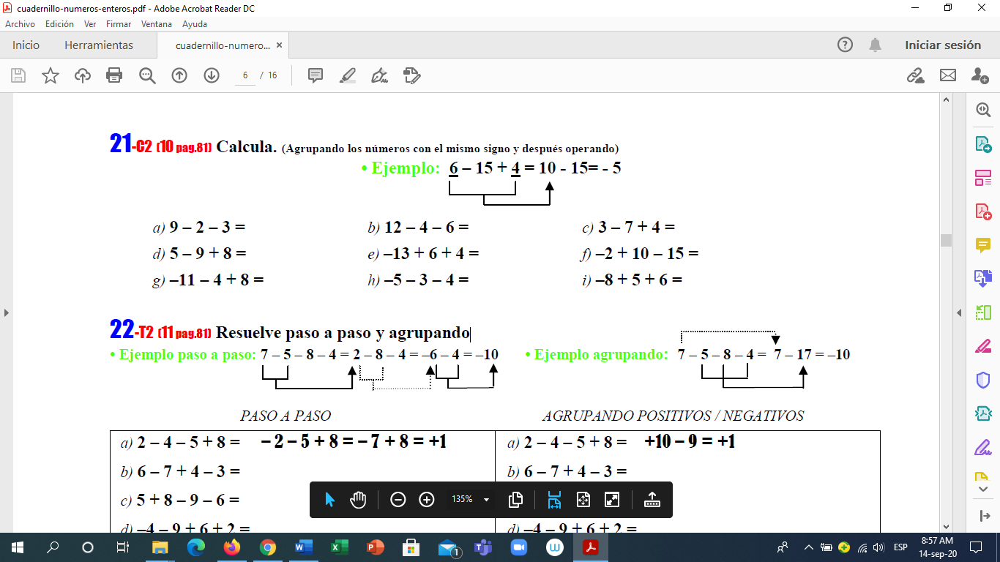 cuadernillo-numeros-enteros.pdf - Adobe Acrobat Reader DC
Archivo Edición Ver Firmar Ventana Ayuda
Inicio Herramientas cuadernillo-numero... × Iniciar sesión
6 / 16
21-C2 (10 pag.81) Calcula. (Agrupando los números con el mismo signo y después operando)
• Ejemplo: 6 – 15 + 4 = 10 - 15= - 5
a) 9 – 2 – 3 = b) 12 – 4 – 6 = c) 3 – 7 + 4 =
d) 5 – 9 + 8 = e) –13 + 6 + 4 = f) –2 + 10 – 15 =
g) –11 – 4 + 8 = h) –5 – 3 – 4 = i) –8 + 5 + 6 =
22-T2 (11 pag.81) Resuelve paso a paso y agrupando
• Ejemplo paso a paso: 7 – 5 – 8 – 4 = 2 – 8 – 4 = –6 – 4 = –10 • Ejemplo agrupando: 7 – 5 – 8 – 4 = 7 – 17 = –10
PASO A PASO AGRUPANDO POSITIVOS / NEGATIVOS
a) 2 – 4 – 5 + 8 = – 2 – 5 + 8 = – 7 + 8 = +1 a) 2 – 4 – 5 + 8 = +10 – 9 = +1
b) 6 – 7 + 4 – 3 = b) 6 – 7 + 4 – 3 =
c) 5 + 8 – 9 – 6 =
135%
d) –4 – 9 + 6 + 2 = d) –4 – 9 + 6 + 2 =
1 ESP 8:57 AM
14-sep-20